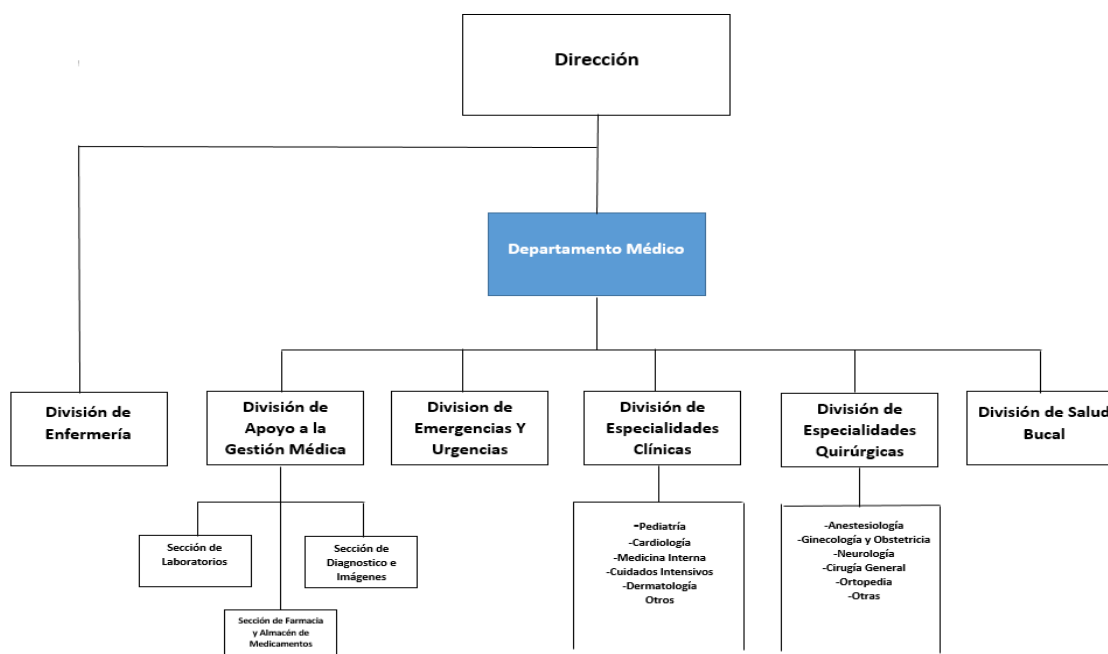 Dirección
Departamento Médico
División de
Enfermería
División de
Apoyo a la
Gestión Médica
Division de
Emergencias Y
Urgencias
División de
Especialidades
Clínicas
División de
Especialidades
Quirúrgicas
División de Salud
Bucal
Sección de
Laboratorios
Sección de
Diagnostico e
Imágenes
Sección de Farmacia
y Almacén de
Medicamentos
-Pediatría
-Cardiología
-Medicina Interna
-Cuidados Intensivos
-Dermatología
Otros
-Anestesiología
-Ginecología y Obstetricia
-Neurología
-Cirugía General
-Ortopedia
-Otras